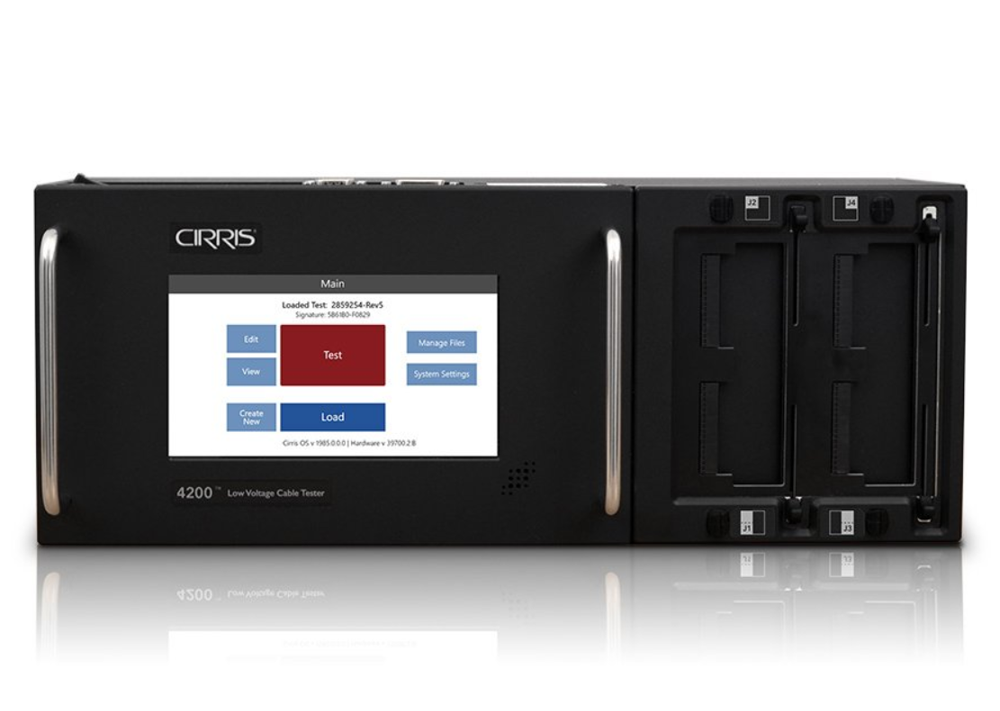 J2
J4
CIRRIS
Main
Loaded Test: 2859254-Rev5
Signature: 5B61B0-F0829
Edit
Test
Manage Files
View
System Settings
Create
New
Load
Cirris OS v 1985.0.0.0 | Hardware v 39700.2.B
4200™ Low Voltage Cable Tester
J1
J3